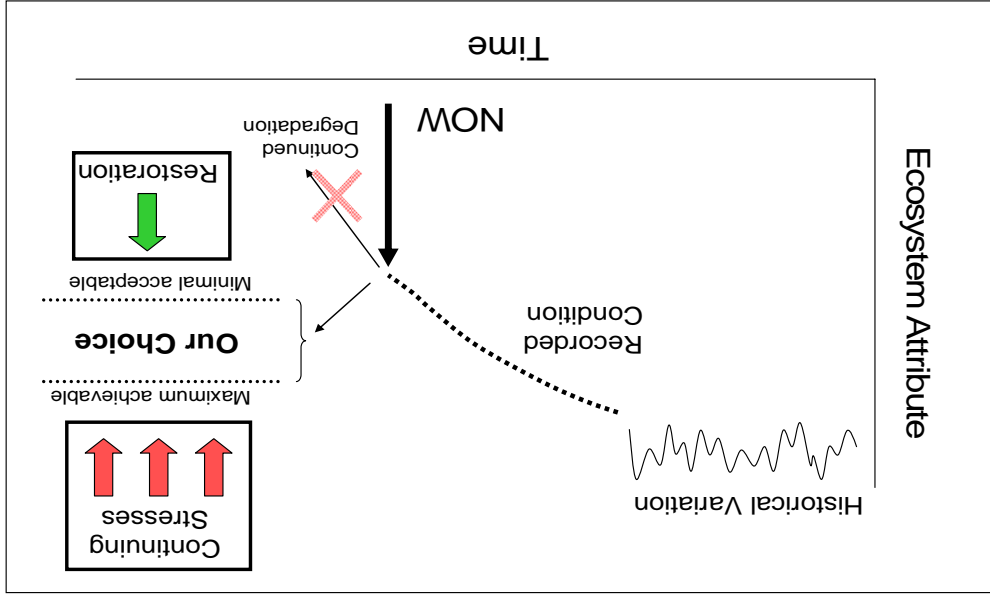 Historical Variation
Continuing
Stresses
Maximum achievable
Recorded
Condition
Our Choice
Minimal acceptable
Restoration
Continued
Degradation
NOW
Ecosystem Attribute
Time